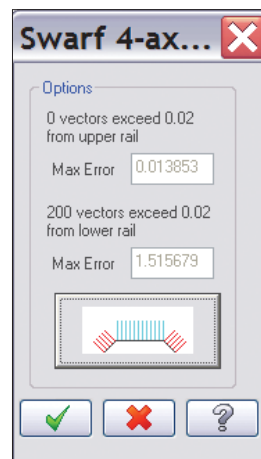 Swarf 4-ax...
Options
0 vectors exceed 0.02
from upper rail
Max Error 0.013853
200 vectors exceed 0.02
from lower rail
Max Error 1.515679
?